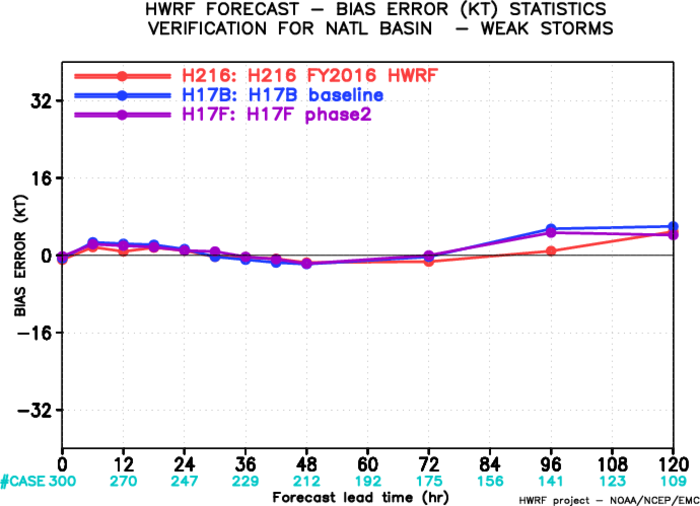 HWRF FORECAST – BIAS ERROR (KT) STATISTICS
VERIFICATION FOR NATL BASIN – WEAK STORMS
H216: H216 FY2016 HWRF
H17B: H17B baseline
H17F: H17F phase2
BIAS ERROR (KT)
32
16
0
−16
−32
0 12 24 36 48 60 72 84 96 108 120
#CASE 300 270 247 229 212 192 175 156 141 123 109
Forecast lead time (hr)
HWRF project – NOAA/NCEP/EMC